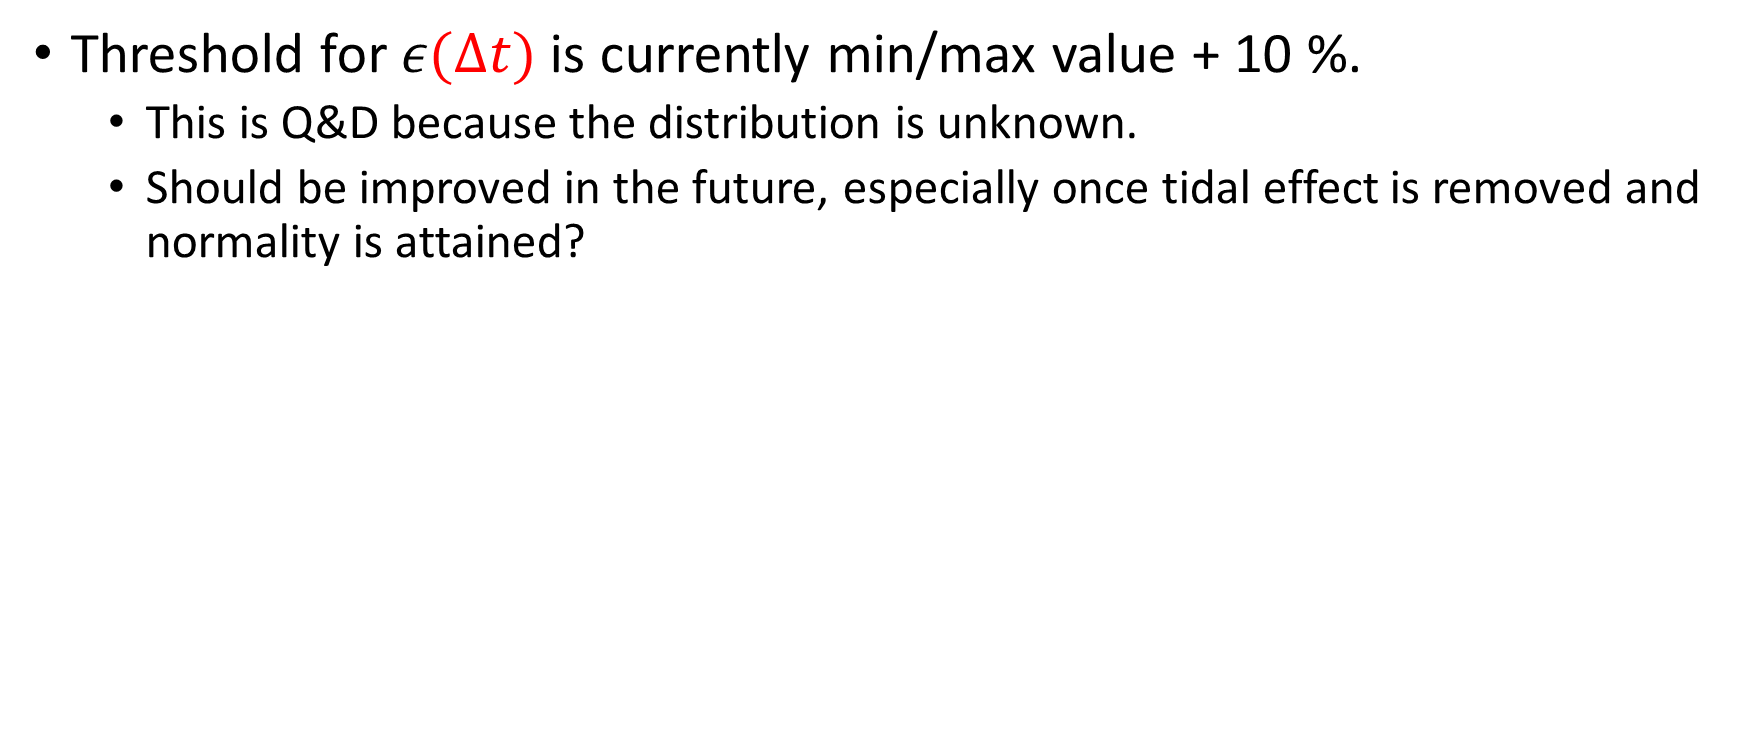 • Threshold for ϵ(Δt) is currently min/max value + 10 %.
• This is Q&D because the distribution is unknown.
• Should be improved in the future, especially once tidal effect is removed and
normality is attained?